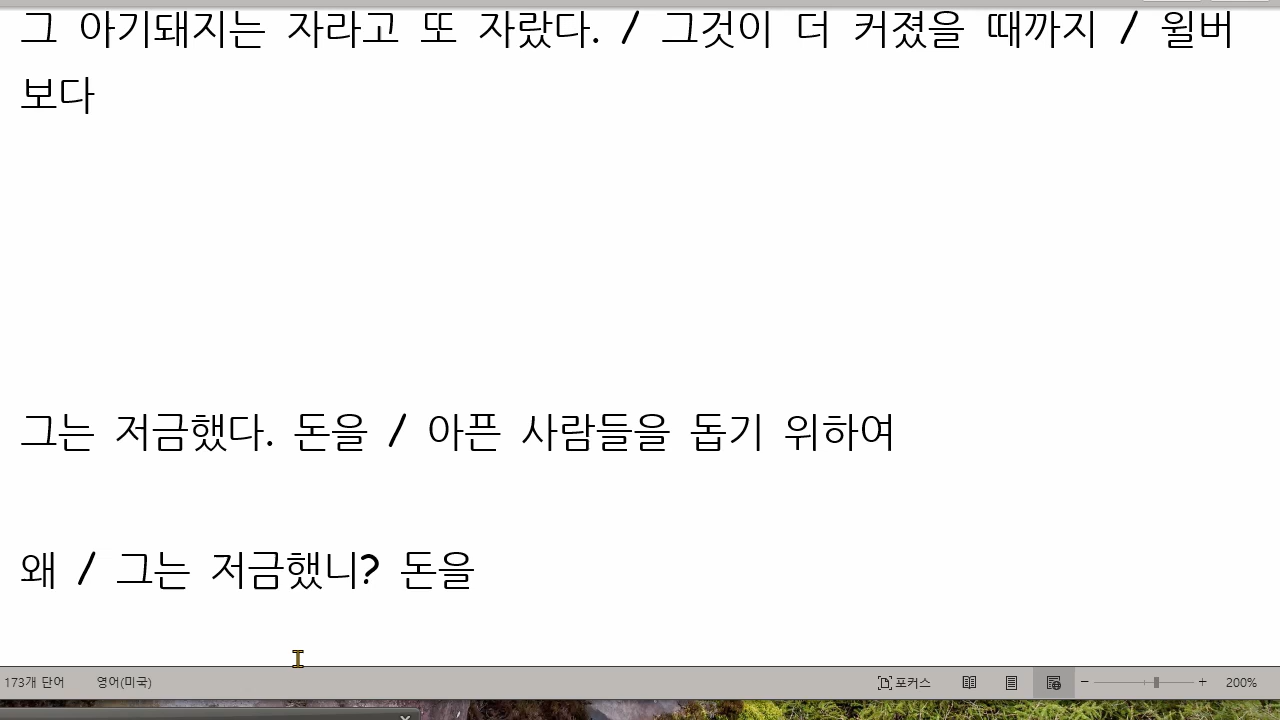 그 아기돼지는 자라고 또 자랐다. / 그것이 더 커졌을 때까지 / 윌버
보다
그는 저금했다. 돈을 / 아픈 사람들을 돕기 위하여
왜 / 그는 저금했니? 돈을
173개 단어 영어(미국) 포커스 200%